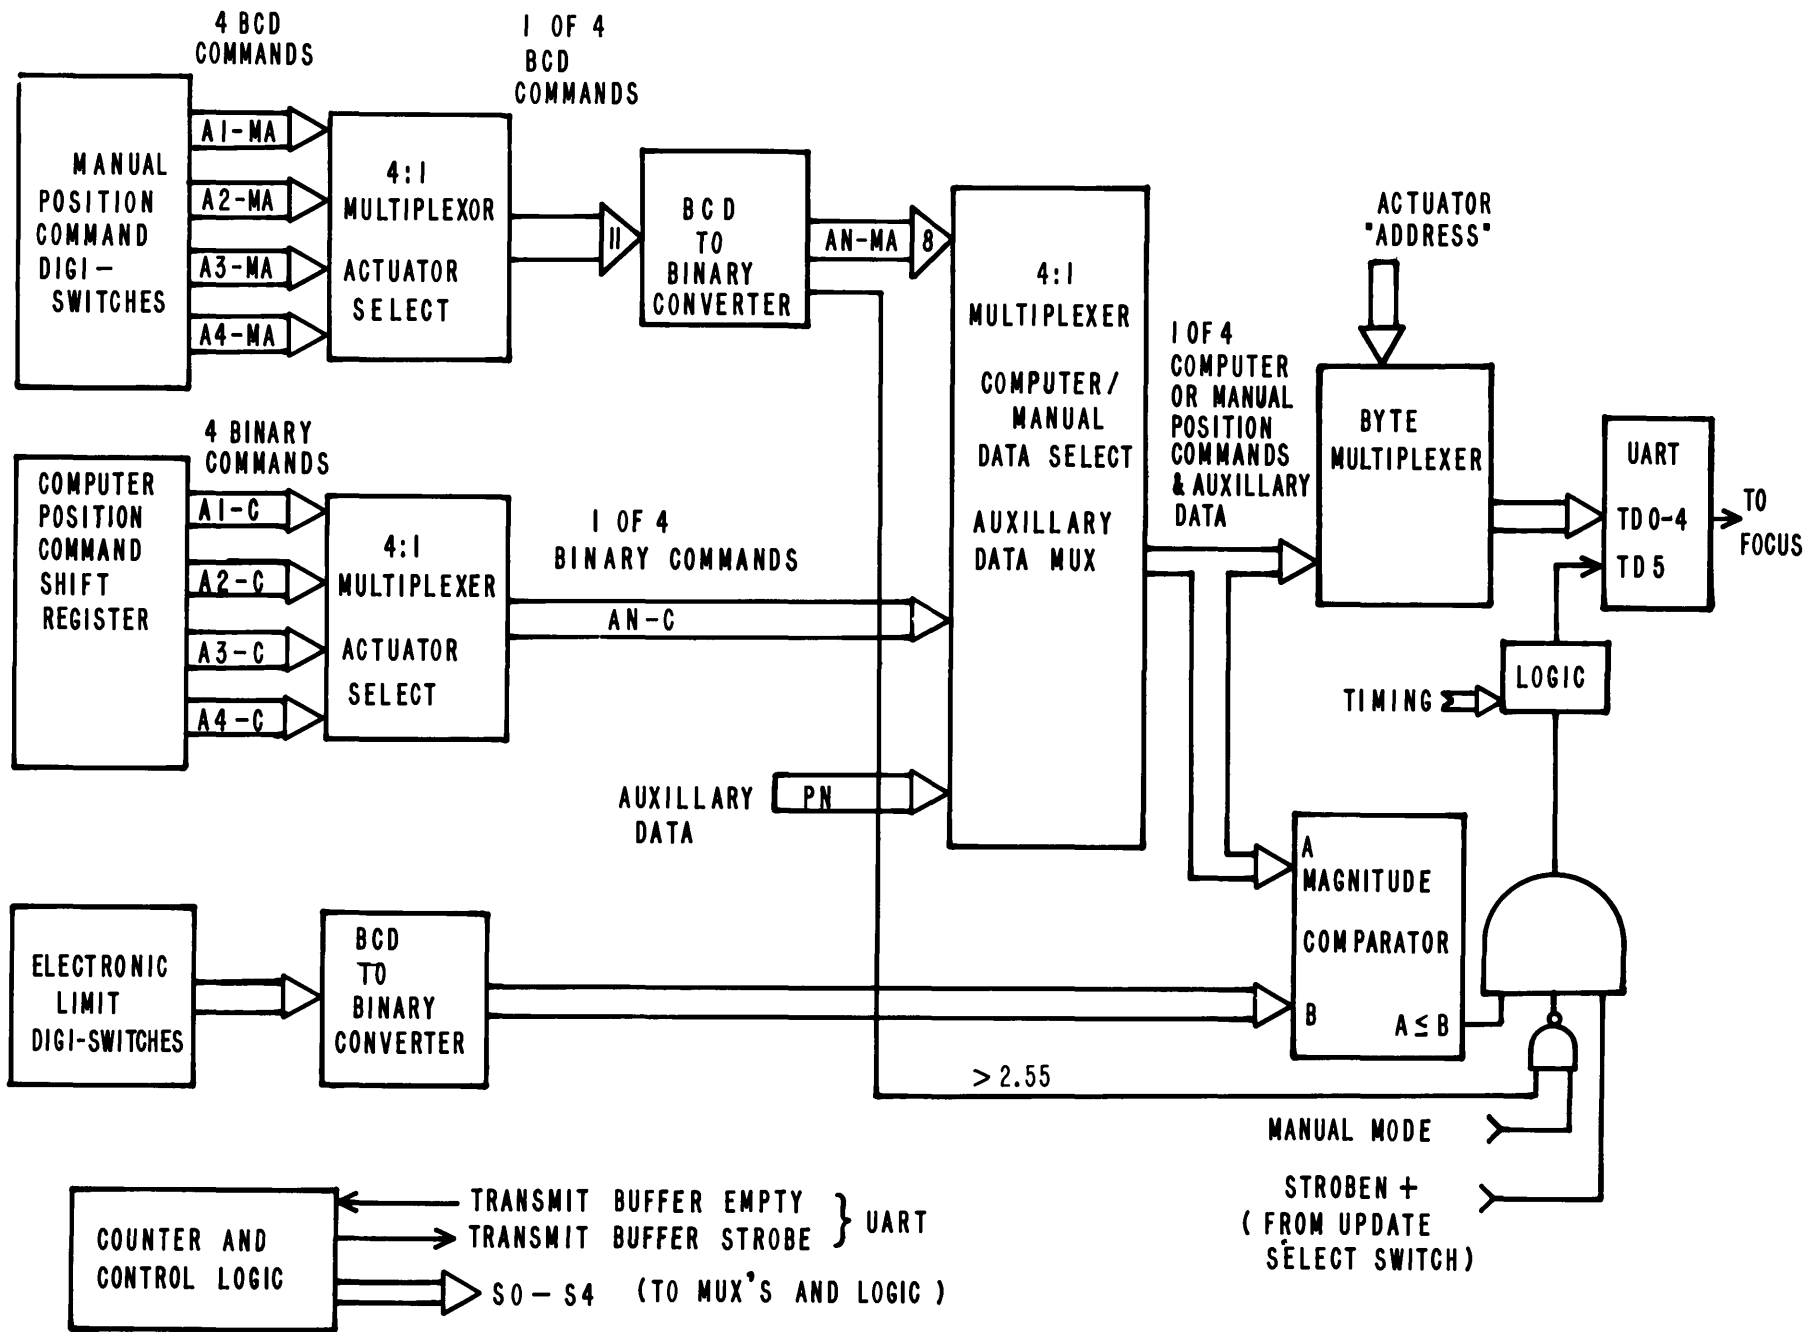 4 BCD
COMMANDS
1 OF 4
BCD
COMMANDS
MANUAL
POSITION
COMMAND
DIGI-
SWITCHES
A1-MA
A2-MA
A3-MA
A4-MA
4:1
MULTIPLEXOR
ACTUATOR
SELECT
11
BCD
TO
BINARY
CONVERTER
AN-MA
8
4:1
MULTIPLEXER
COMPUTER/
MANUAL
DATA SELECT
AUXILLARY
DATA MUX
ACTUATOR
"ADDRESS"
1 OF 4
COMPUTER
OR MANUAL
POSITION
COMMANDS
& AUXILLARY
DATA
BYTE
MULTIPLEXER
UART
TD0-4
TD5
TO
FOCUS
4 BINARY
COMMANDS
COMPUTER
POSITION
COMMAND
SHIFT
REGISTER
A1-C
A2-C
A3-C
A4-C
4:1
MULTIPLEXER
ACTUATOR
SELECT
1 OF 4
BINARY COMMANDS
AN-C
LOGIC
TIMING
AUXILLARY
DATA
PN
A
MAGNITUDE
COMPARATOR
B
A ≤ B
ELECTRONIC
LIMIT
DIGI-SWITCHES
BCD
TO
BINARY
CONVERTER
> 2.55
MANUAL MODE
STROBEN +
( FROM UPDATE
SELECT SWITCH)
COUNTER AND
CONTROL LOGIC
TRANSMIT BUFFER EMPTY
TRANSMIT BUFFER STROBE
} UART
S0-S4 (TO MUX'S AND LOGIC )